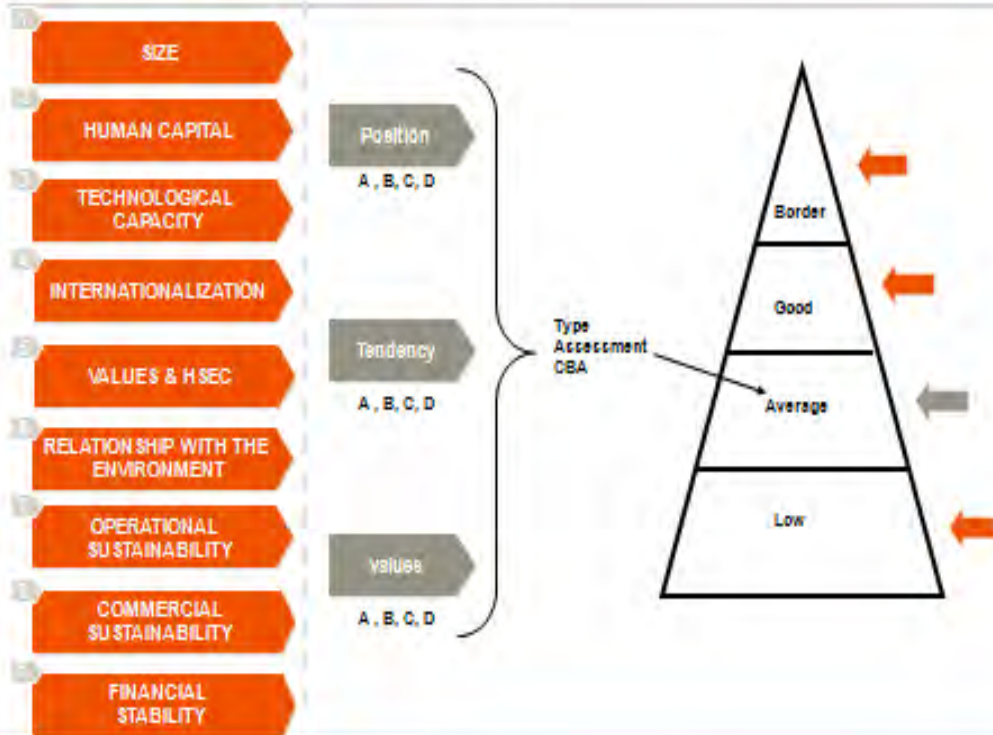 SIZE
HUMAN CAPITAL
TECHNOLOGICAL
CAPACITY
INTERNATIONALIZATION
VALUES & HSEC
RELATIONSHIP WITH THE
ENVIRONMENT
OPERATIONAL
SUSTAINABILITY
COMMERCIAL
SUSTAINABILITY
FINANCIAL
STABILITY
Position
A , B, C, D
Tendency
A , B, C, D
values
A , B, C, D
Type
Assessment
CBA
Border
Good
Average
Low